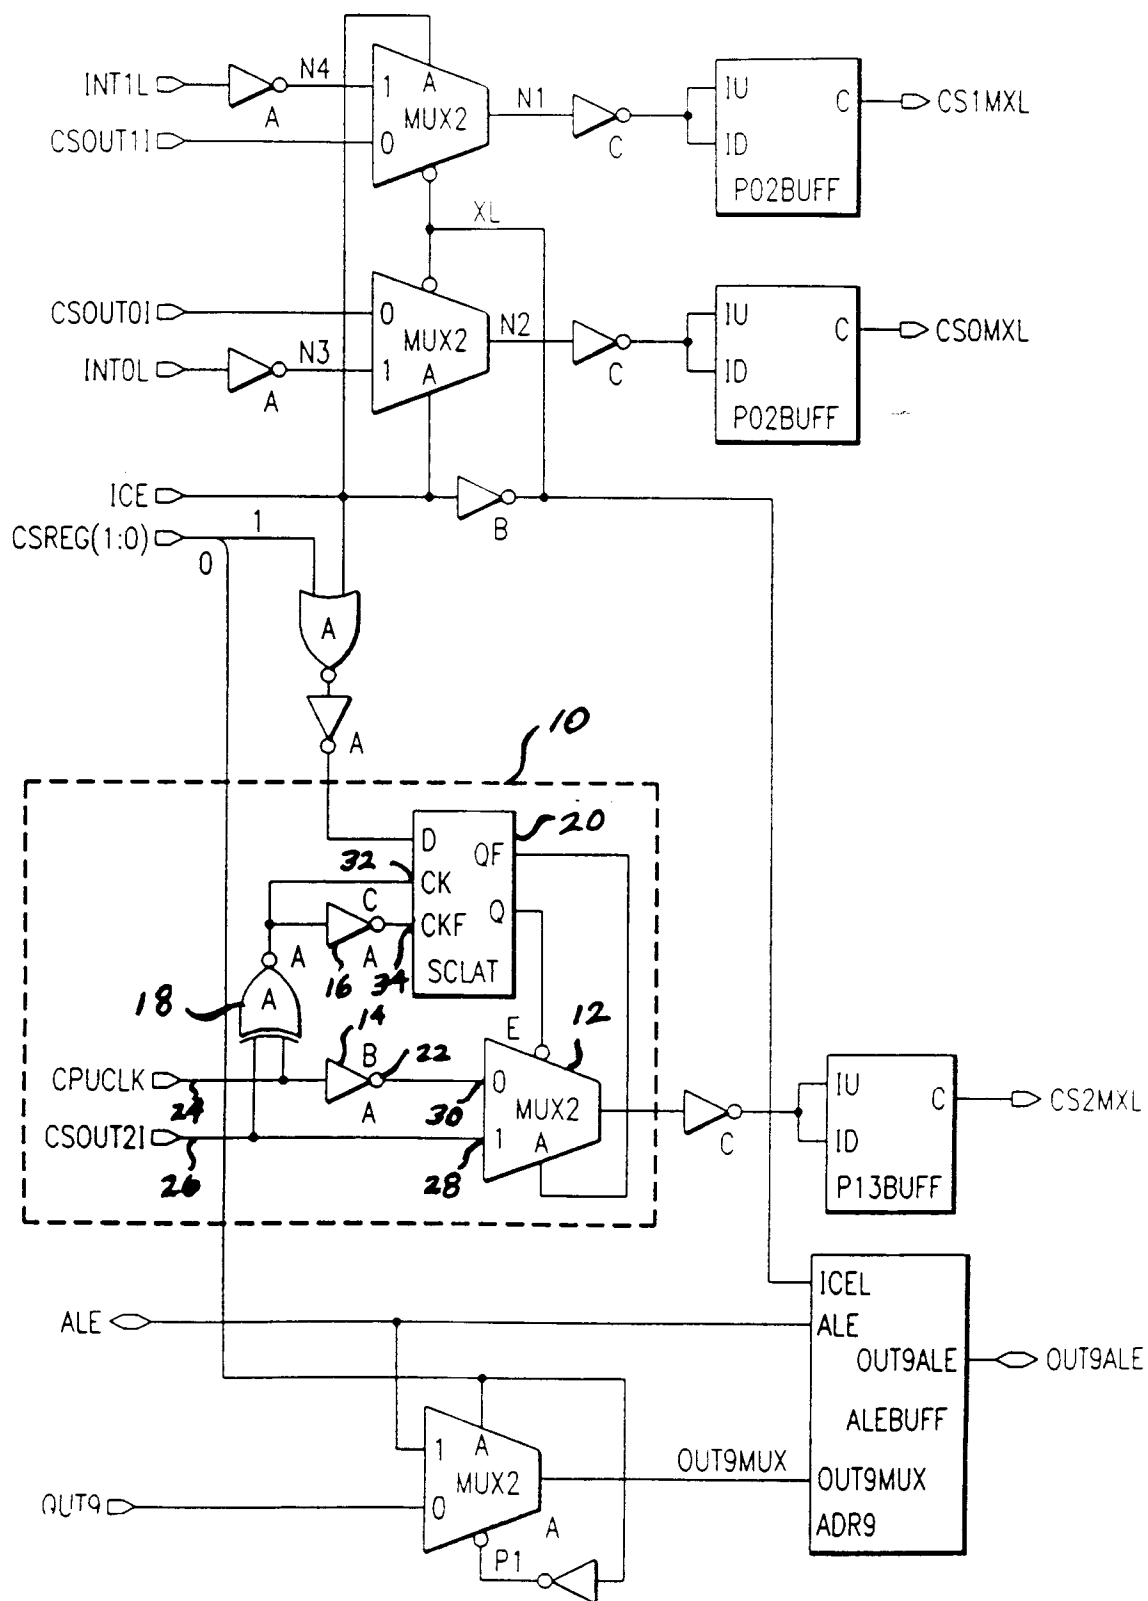 INT1L
A
N4
1
A
MUX2
0
N1
C
IU
ID
C
P02BUFF
CS1MXL
CSOUT1I
XL
CSOUT0I
0
MUX2
1
A
N2
C
IU
ID
C
P02BUFF
CS0MXL
INT0L
N3
A
ICE
B
CSREG(1:0)
1
0
A
A
10
D
QF
20
32
CK
C
Q
CKF
A
16
A
34
SCLAT
18
A
14
E
12
CPUCLK
24
B
22
A
30
0
MUX2
CSOUT2I
26
28
1
A
C
IU
ID
C
P13BUFF
CS2MXL
ICEL
ALE
ALE
OUT9ALE
OUT9ALE
ALEBUFF
1
A
MUX2
OUT9MUX
OUT9MUX
OUT9
0
A
ADR9
P1